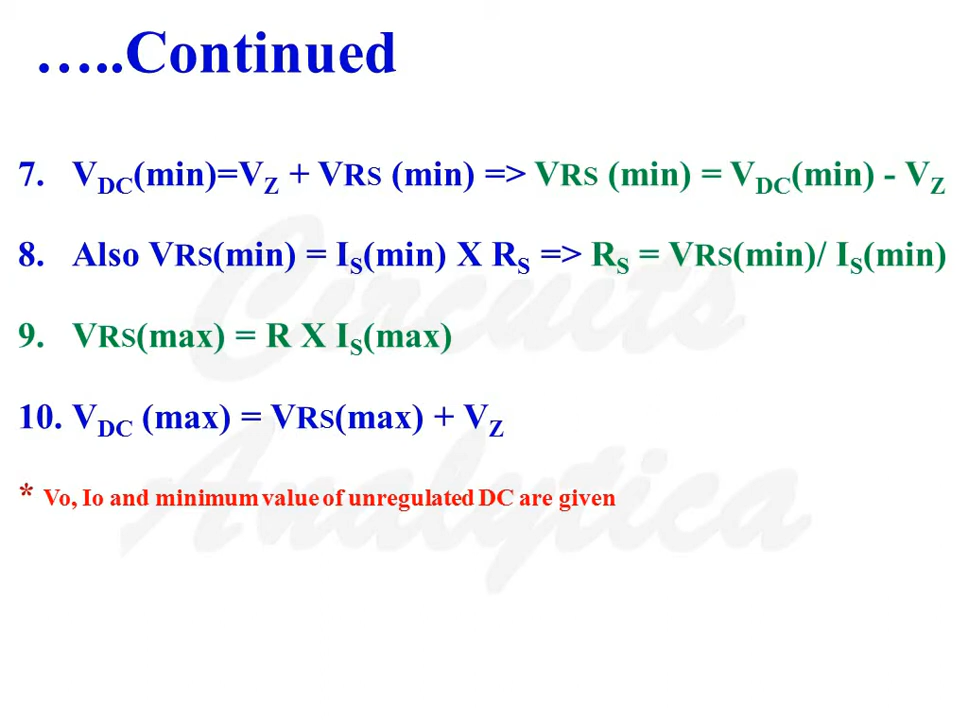 …..Continued
7. VDC(min)=VZ + VRS (min) => VRS (min) = VDC(min) - VZ
8. Also VRS(min) = IS(min) X RS => RS = VRS(min)/ IS(min)
9. VRS(max) = R X IS(max)
10. VDC (max) = VRS(max) + VZ
* Vo, Io and minimum value of unregulated DC are given
Circuits
Analytica